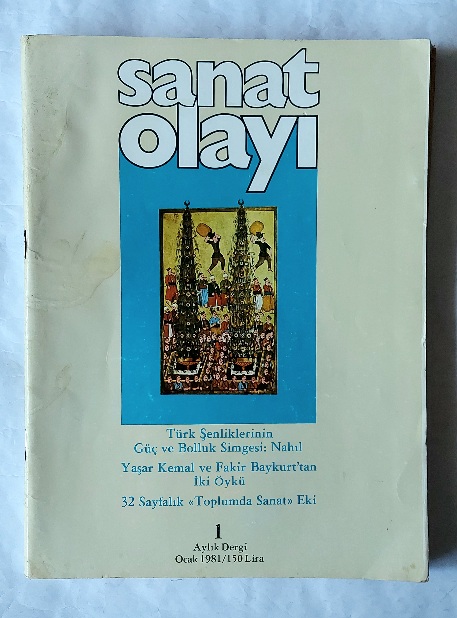 sanat
olayı
Türk Şenliklerinin
Güç ve Bolluk Simgesi: Nahıl
Yaşar Kemal ve Fakir Baykurt'tan
İki Öykü
32 Sayfalık «Toplumda Sanat» Eki
1
Aylık Dergi
Ocak 1981/150 Lira